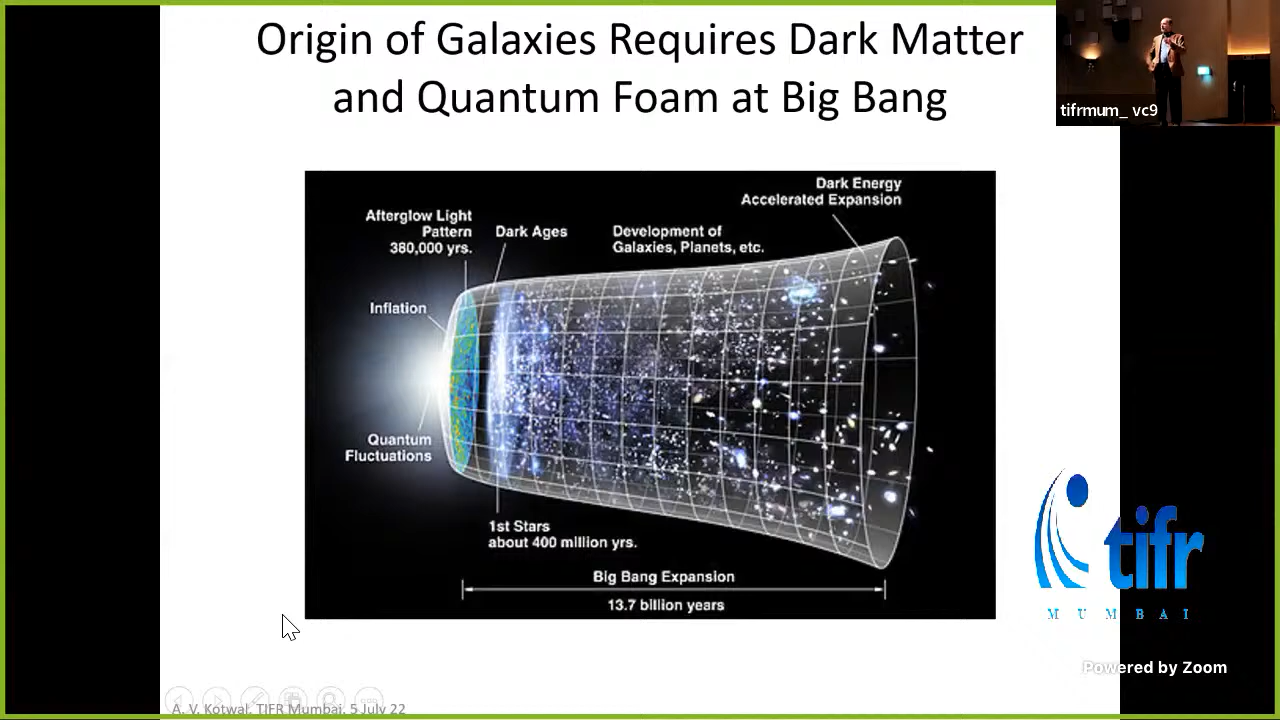 Origin of Galaxies Requires Dark Matter
and Quantum Foam at Big Bang
tifrmum_ vc9
Dark Energy
Accelerated Expansion
Afterglow Light
Pattern
380,000 yrs.
Dark Ages
Development of
Galaxies, Planets, etc.
Inflation
Quantum
Fluctuations
1st Stars
about 400 million yrs.
Big Bang Expansion
13.7 billion years
tifr
MUMBAI
Powered by Zoom
A. V. Kotwal, TIFR Mumbai, 5 July 22